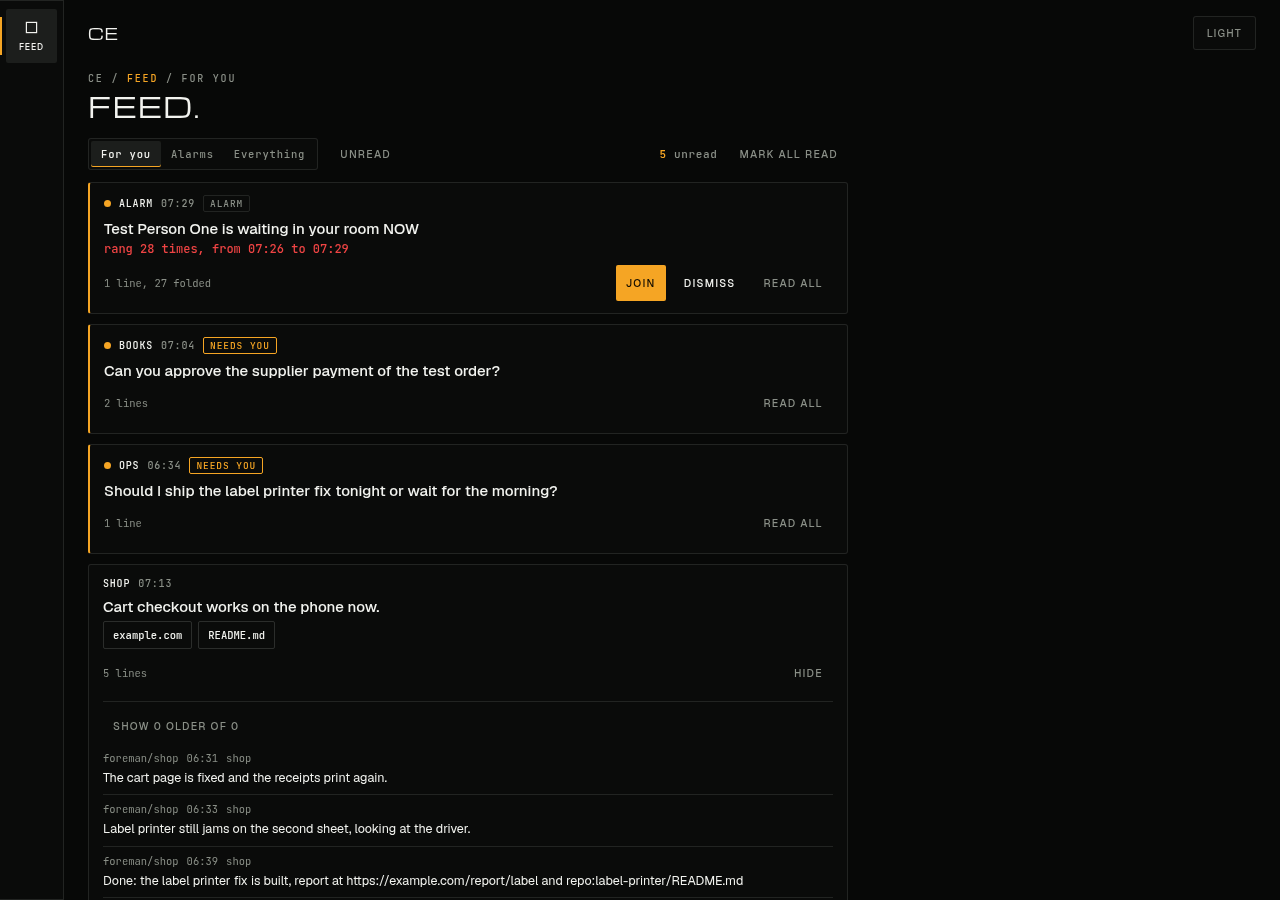 FEED
CE
LIGHT
CE / FEED / FOR YOU
FEED.
For you Alarms Everything UNREAD 5 unread MARK ALL READ
ALARM 07:29 ALARM
Test Person One is waiting in your room NOW
rang 28 times, from 07:26 to 07:29
1 line, 27 folded JOIN DISMISS READ ALL
BOOKS 07:04 NEEDS YOU
Can you approve the supplier payment of the test order?
2 lines READ ALL
OPS 06:34 NEEDS YOU
Should I ship the label printer fix tonight or wait for the morning?
1 line READ ALL
SHOP 07:13
Cart checkout works on the phone now.
example.com README.md
5 lines HIDE
SHOW 0 OLDER OF 0
foreman/shop 06:31 shop
The cart page is fixed and the receipts print again.
foreman/shop 06:33 shop
Label printer still jams on the second sheet, looking at the driver.
foreman/shop 06:39 shop
Done: the label printer fix is built, report at https://example.com/report/label and repo:label-printer/README.md